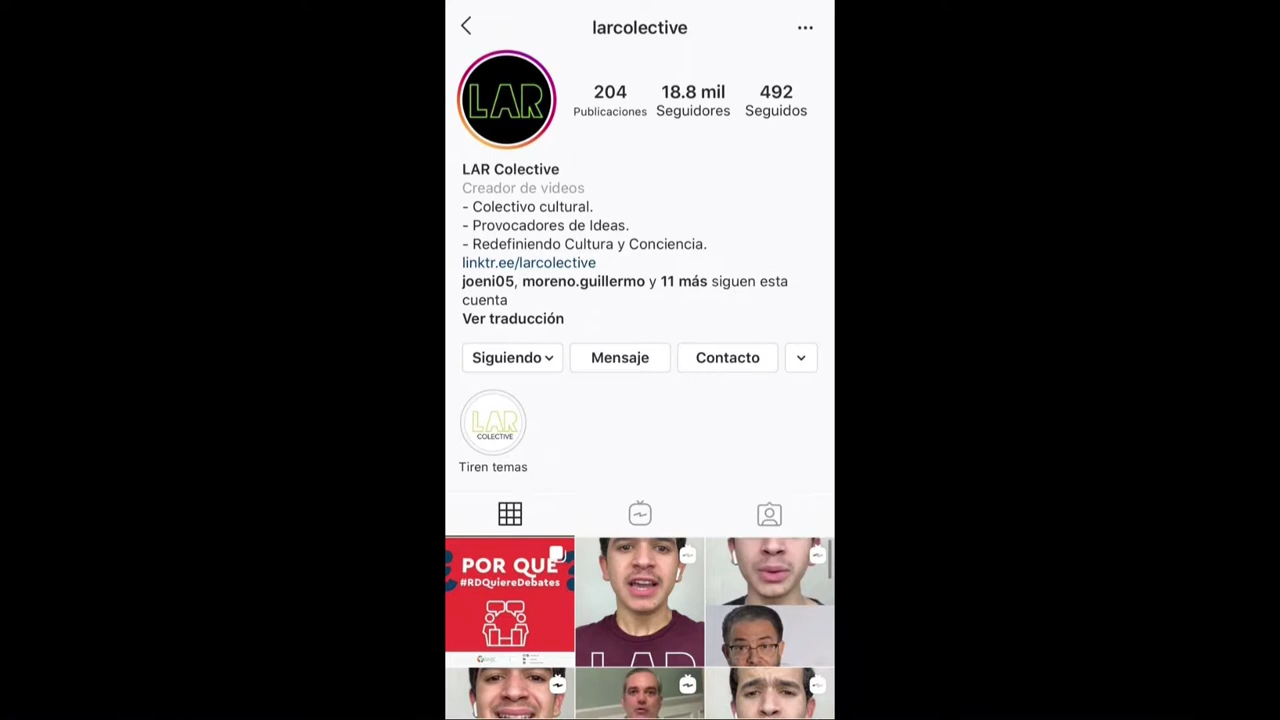 larcolective
LAR
204
Publicaciones
18.8 mil
Seguidores
492
Seguidos
LAR Colective
Creador de videos
- Colectivo cultural.
- Provocadores de Ideas.
- Redefiniendo Cultura y Conciencia.
linktr.ee/larcolective
joeni05, moreno.guillermo y 11 más siguen esta
cuenta
Ver traducción
Siguiendo
Mensaje
Contacto
LAR
COLECTIVE
Tiren temas
POR QUÉ
#RDQuiereDebates
LAR